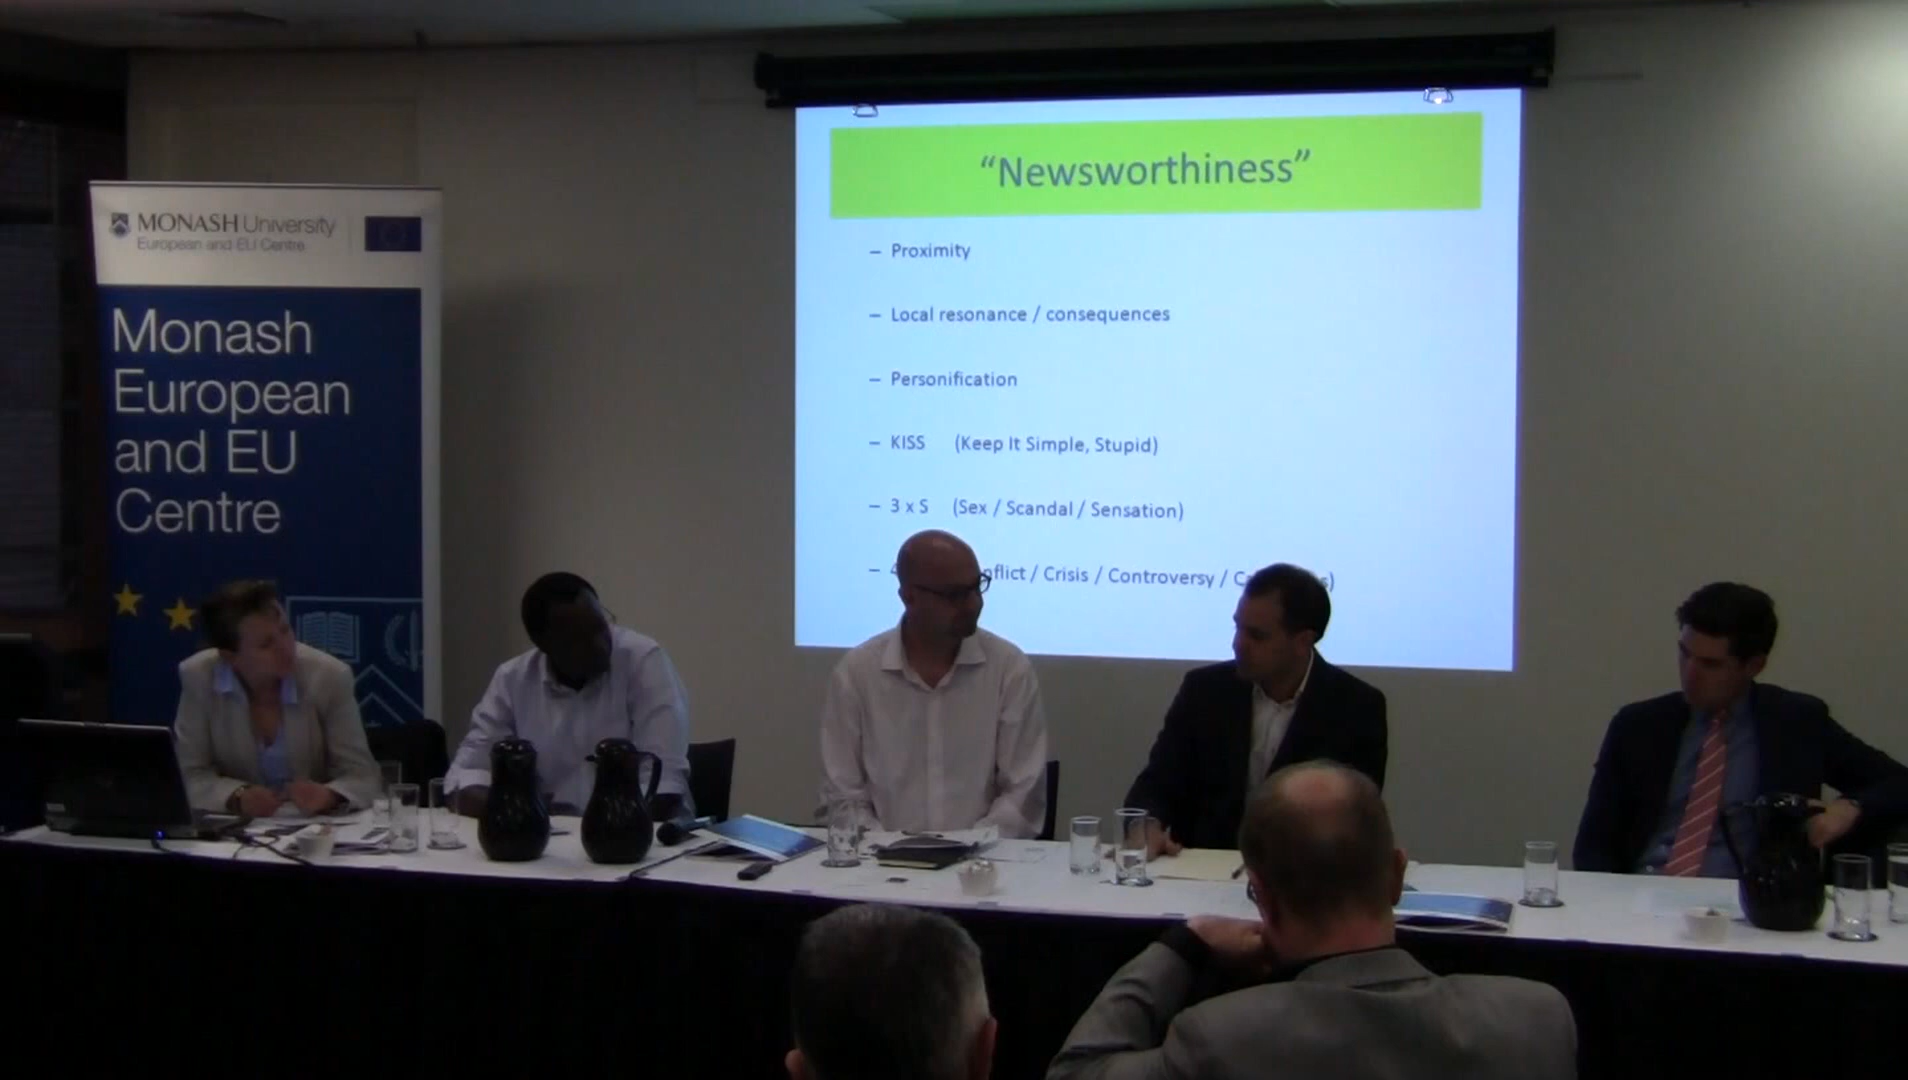 MONASH University
European and EU Centre
Monash
European
and EU
Centre
“Newsworthiness”
– Proximity
– Local resonance / consequences
– Personification
– KISS (Keep It Simple, Stupid)
– 3 x S (Sex / Scandal / Sensation)
– / Crisis / Controversy /